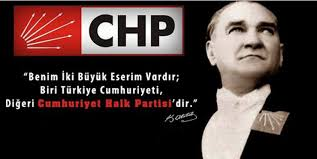 CHP
"Benim İki Büyük Eserim Vardır;
Biri Türkiye Cumhuriyeti,
Diğeri Cumhuriyet Halk Partisi'dir."